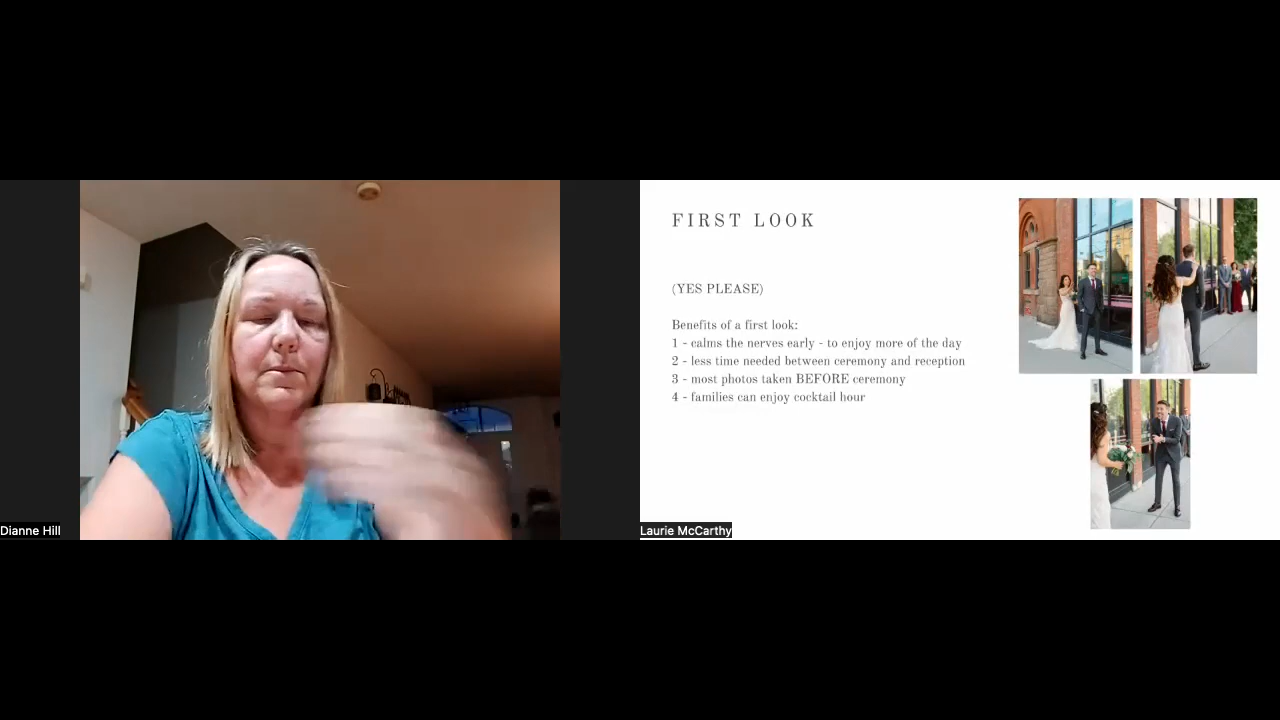 FIRST LOOK
(YES PLEASE)
Benefits of a first look:
1 - calms the nerves early - to enjoy more of the day
2 - less time needed between ceremony and reception
3 - most photos taken BEFORE ceremony
4 - families can enjoy cocktail hour
Dianne Hill
Laurie McCarthy